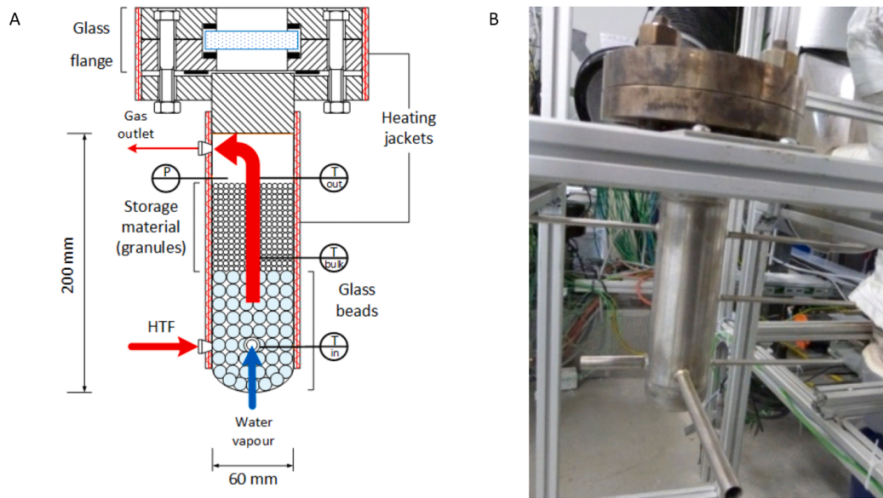 A
B
Glass
flange
Gas
outlet
Heating
jackets
P
T
out
Storage
material
(granules)
T
bulk
200 mm
Glass
beads
HTF
T
in
Water
vapour
60 mm